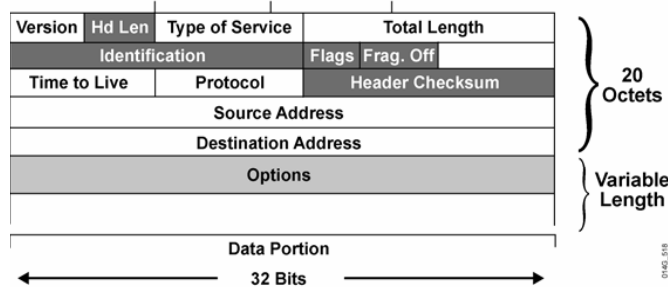 Version Hd Len Type of Service Total Length
Identification Flags Frag. Off
Time to Live Protocol Header Checksum
Source Address
Destination Address
Options
20
Octets
Variable
Length
Data Portion
32 Bits
014G_518